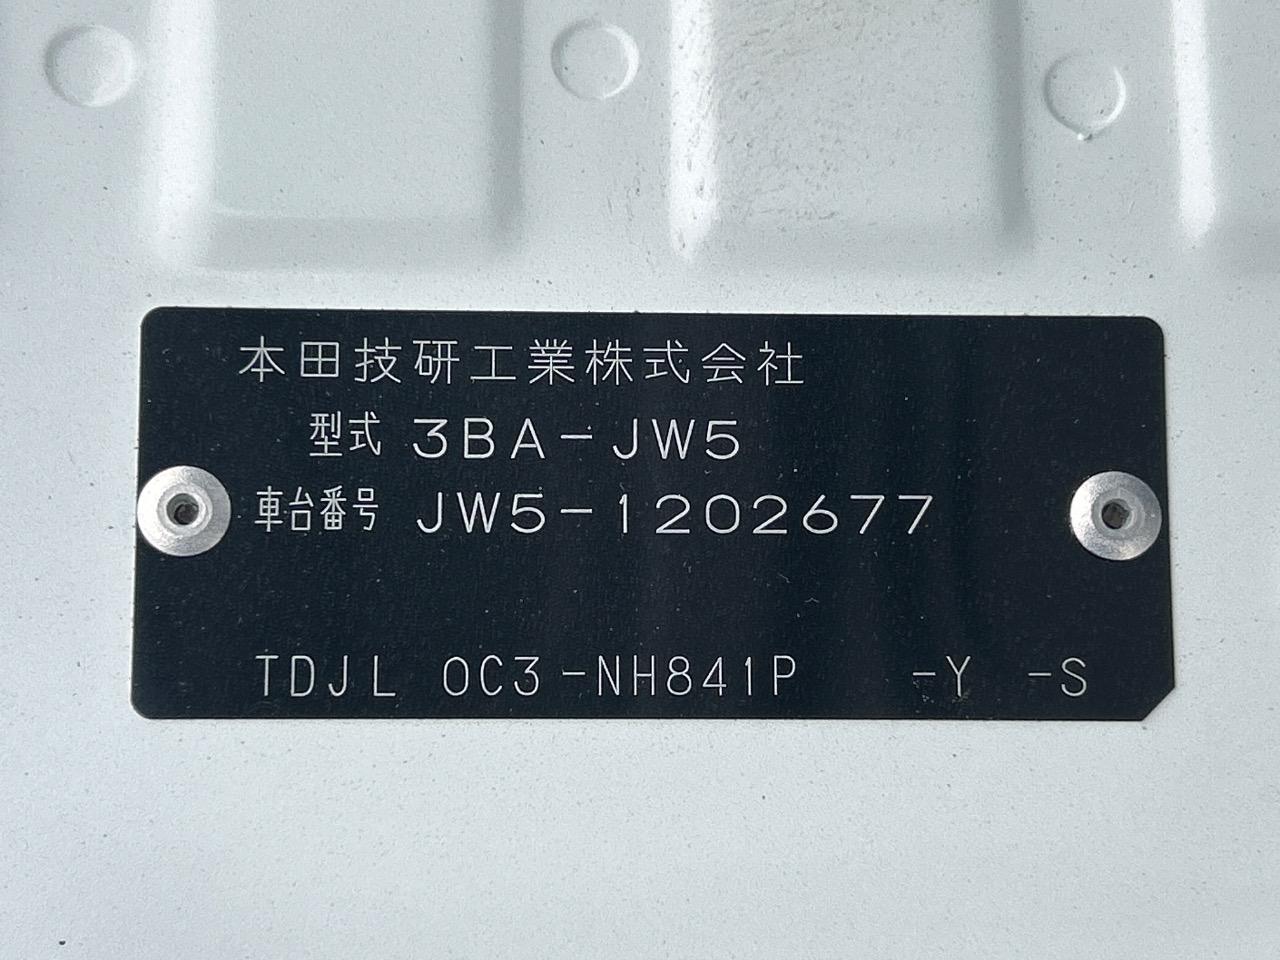 本田技研工業株式会社
型式 3BA-JW5
車台番号 JW5-1202677
TDJL 0C3-NH841P -Y -S